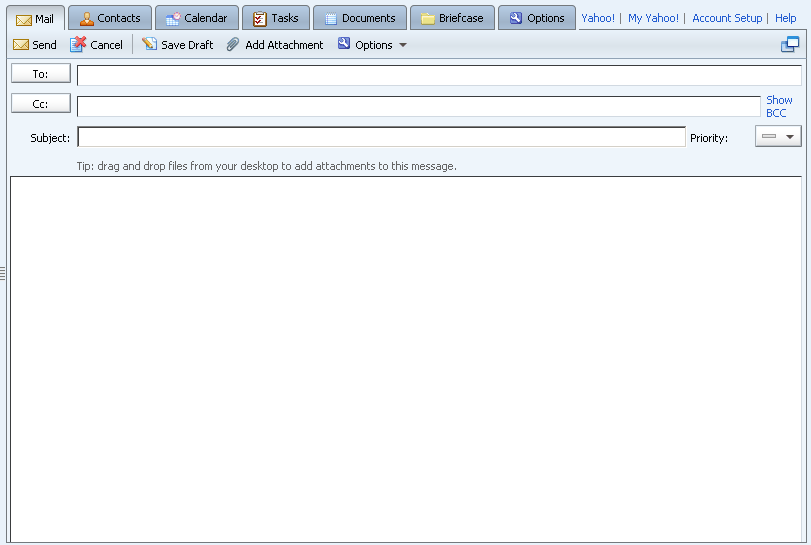 Mail Contacts Calendar Tasks Documents Briefcase Options Yahoo! | My Yahoo! | Account Setup | Help
Send Cancel Save Draft Add Attachment Options
To:
Cc: Show
BCC
Subject: Priority:
Tip: drag and drop files from your desktop to add attachments to this message.